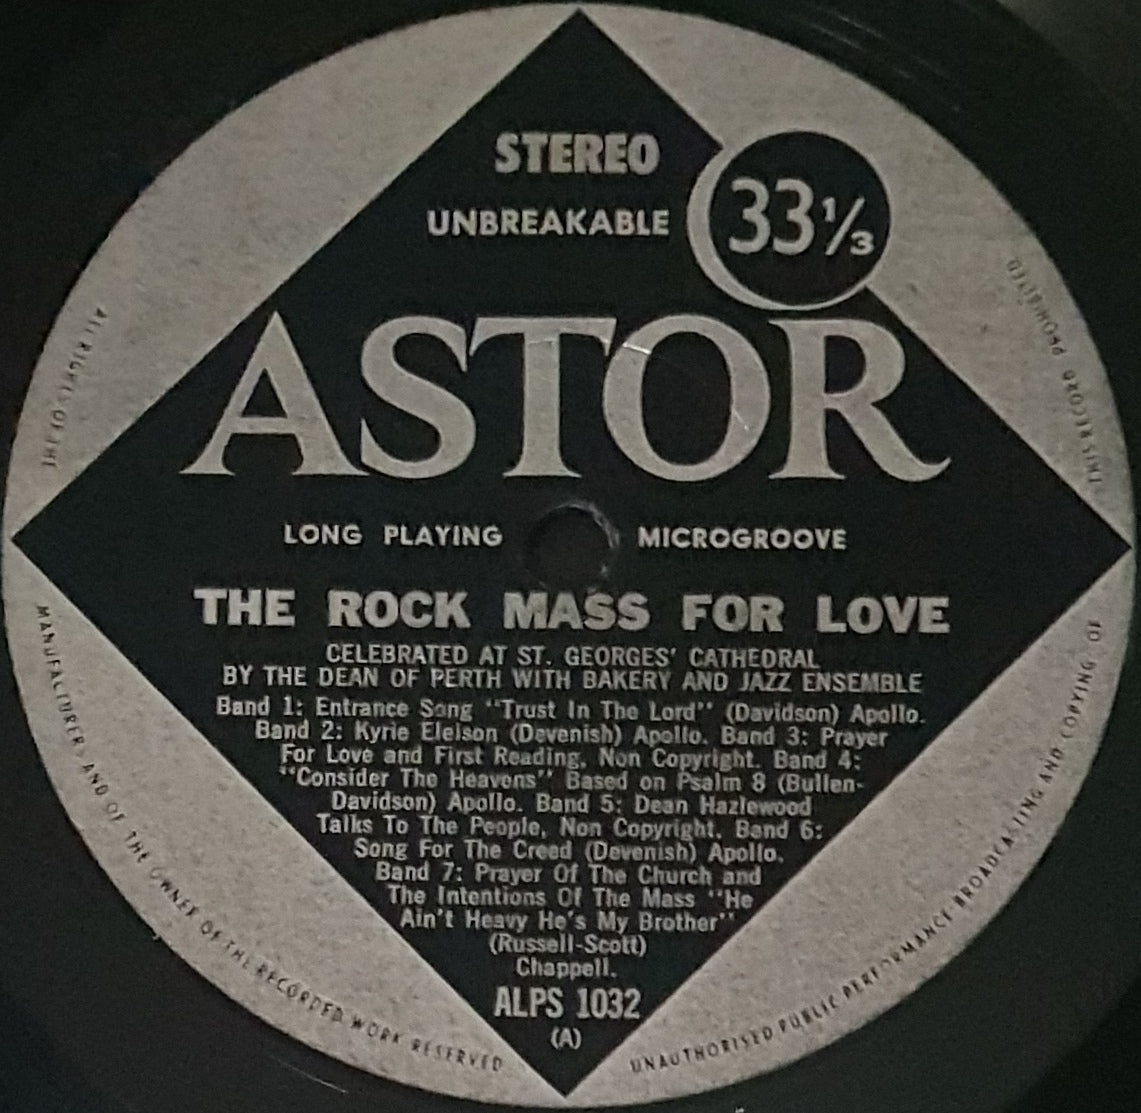 STEREO
UNBREAKABLE
33 1/3
ASTOR
LONG PLAYING MICROGROOVE
THE ROCK MASS FOR LOVE
CELEBRATED AT ST. GEORGES' CATHEDRAL
BY THE DEAN OF PERTH WITH BAKERY AND JAZZ ENSEMBLE
Band 1: Entrance Song "Trust In The Lord" (Davidson) Apollo.
Band 2: Kyrie Eleison (Devenish) Apollo. Band 3: Prayer
For Love and First Reading, Non Copyright. Band 4:
"Consider The Heavens" Based on Psalm 8 (Bullen-
Davidson) Apollo. Band 5: Dean Hazlewood
Talks To The People, Non Copyright. Band 6:
Song For The Creed (Devenish) Apollo.
Band 7: Prayer Of The Church and
The Intentions Of The Mass "He
Ain't Heavy He's My Brother"
(Russell-Scott)
Chappell.
ALPS 1032
(A)
ALL RIGHTS OF THE
MANUFACTURER AND OF THE OWNER OF THE RECORDED WORK RESERVED
UNAUTHORISED PUBLIC PERFORMANCE BROADCASTING AND COPYING TO
THIS RECORD PROHIBITED